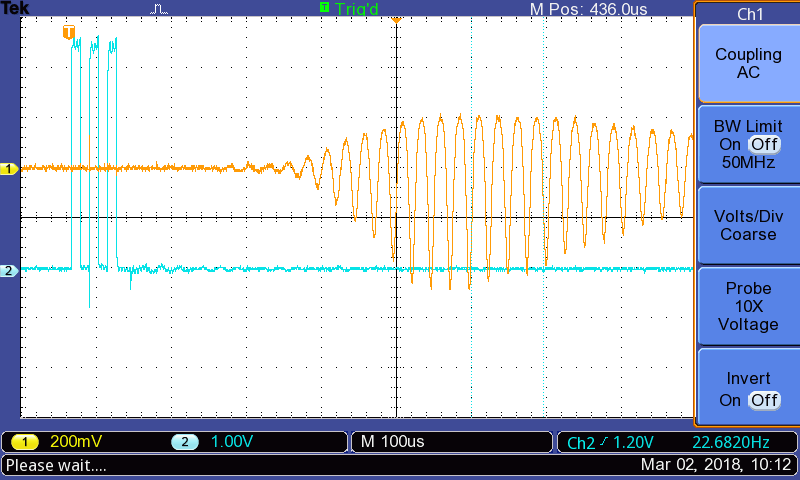 Tek T Trig'd M Pos: 436.0us
Ch1
T
Coupling
AC
BW Limit
On Off
50MHz
1
Volts/Div
Coarse
2
Probe
10X
Voltage
Invert
On Off
1 200mV 2 1.00V M 100us Ch2 1.20V 22.6820Hz
Please wait.... Mar 02, 2018, 10:12